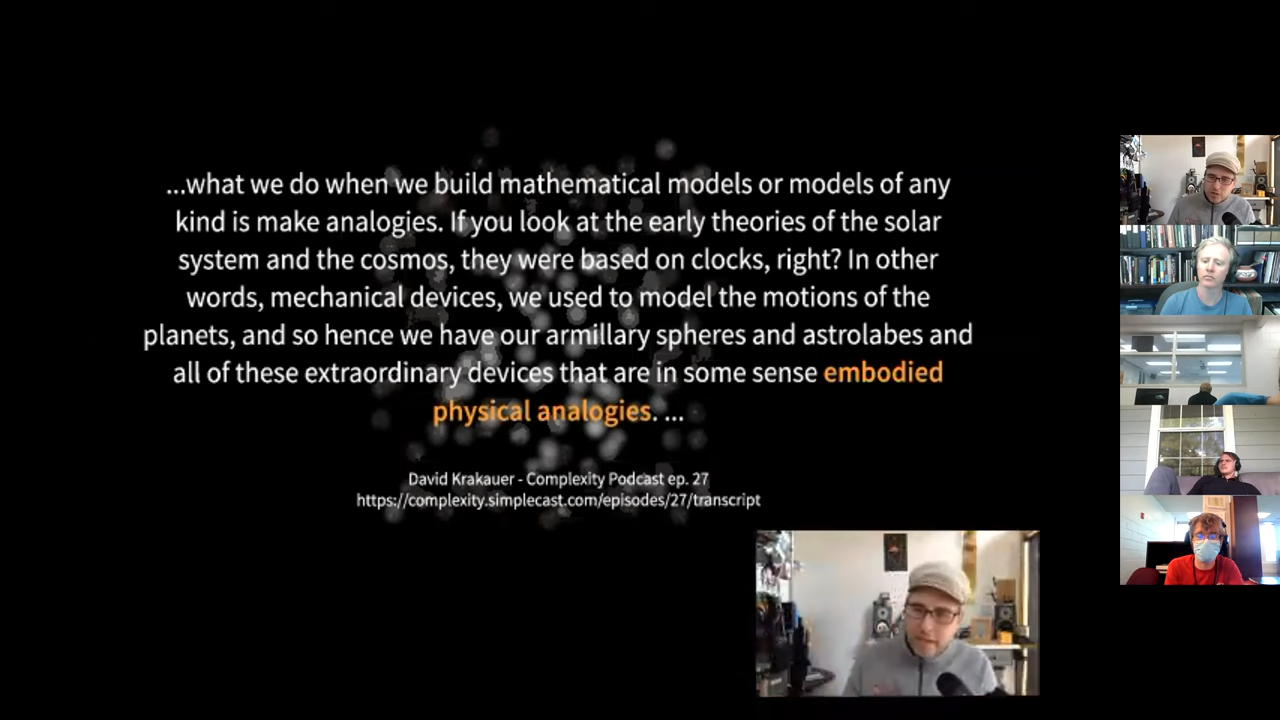 ...what we do when we build mathematical models or models of any
kind is make analogies. If you look at the early theories of the solar
system and the cosmos, they were based on clocks, right? In other
words, mechanical devices, we used to model the motions of the
planets, and so hence we have our armillary spheres and astrolabes and
all of these extraordinary devices that are in some sense embodied
physical analogies. ...
David Krakauer - Complexity Podcast ep. 27
https://complexity.simplecast.com/episodes/27/transcript